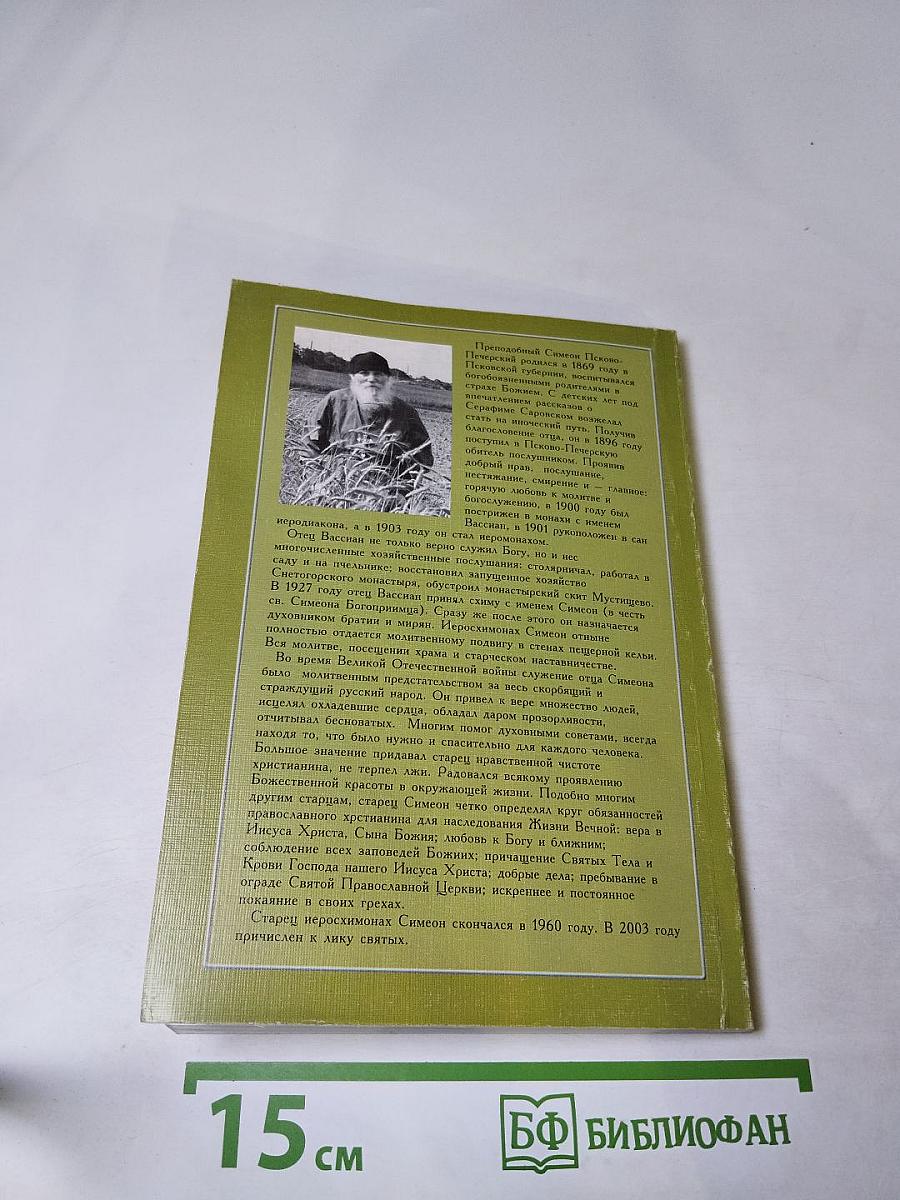 Преподобный Симеон Псково-
Печерский родился в 1869 году в
Псковской губернии, воспитывался
богобоязненными родителями в
страхе Божием. С детских лет под
впечатлением рассказов о
Серафиме Саровском возжелал
стать на иноческий путь. Получив
благословение отца, он в 1896 году
поступил в Псково-Печерскую
обитель послушником. Проявив
добрый нрав, послушание,
нестяжание, смирение и — главное:
горячую любовь к молитве и
богослужению, в 1900 году был
пострижен в монахи с именем
Вассиан, в 1901 рукоположен в сан
иеродиакона, а в 1903 году он стал иеромонахом.
Отец Вассиан не только верно служил Богу, но и нес
многочисленные хозяйственные послушания: столярничал, работал в
саду и на пчельнике; восстановил запущенное хозяйство
Снетогорского монастыря, обустроил монастырский скит Мустищево.
В 1927 году отец Вассиан принял схиму с именем Симеон (в честь
св. Симеона Богоприимца). Сразу же после этого он назначается
духовником братии и мирян. Иеросхимонах Симеон отныне
полностью отдается молитвенному подвигу в стенах пещерной кельи.
Вся молитве, посещении храма и старческом наставничестве.
Во время Великой Отечественной войны служение отца Симеона
было молитвенным предстательством за весь скорбящий и
страждущий русский народ. Он привел к вере множество людей,
исцелял охладевшие сердца, обладал даром прозорливости,
отчитывал бесноватых. Многим помог духовными советами, всегда
находя то, что было нужно и спасительно для каждого человека.
Большое значение придавал старец нравственной чистоте
христианина, не терпел лжи. Радовался всякому проявлению
Божественной красоты в окружающей жизни. Подобно многим
другим старцам, старец Симеон четко определял круг обязанностей
православного хрстианина для наследования Жизни Вечной: вера в
Иисуса Христа, Сына Божия; любовь к Богу и ближним;
соблюдение всех заповедей Божиих; причащение Святых Тела и
Крови Господа нашего Иисуса Христа; добрые дела; пребывание в
ограде Святой Православной Церкви; искреннее и постоянное
покаяние в своих грехах.
Старец иеросхимонах Симеон скончался в 1960 году. В 2003 году
причислен к лику святых.
15 см
БФ БИБЛИОФАН